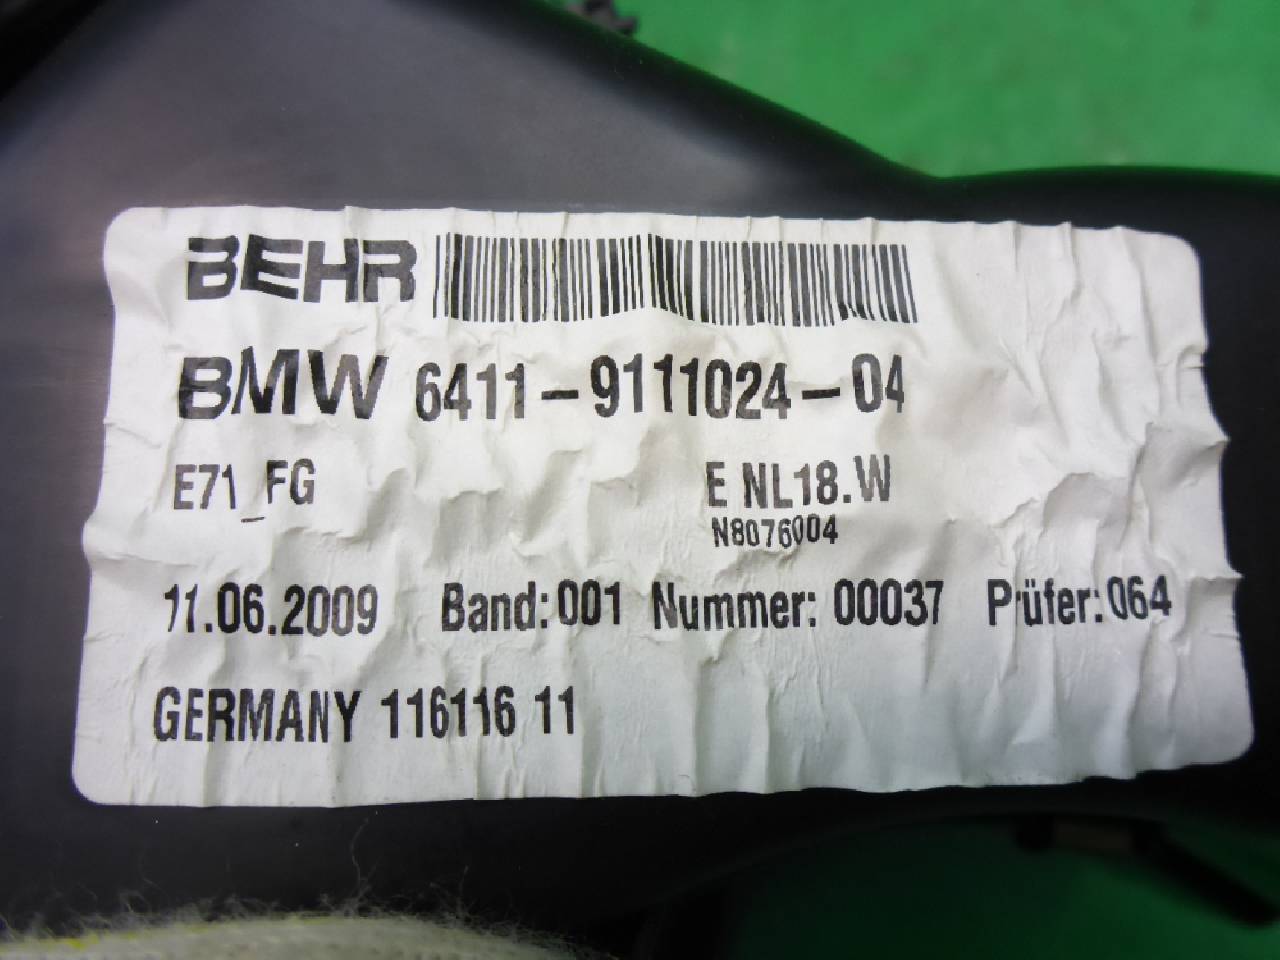 BEHR
BMW 6411-9111024-04
E71_FG E NL18.W
N8076004
11.06.2009 Band:001 Nummer: 00037 Prüfer:064
GERMANY 116116 11